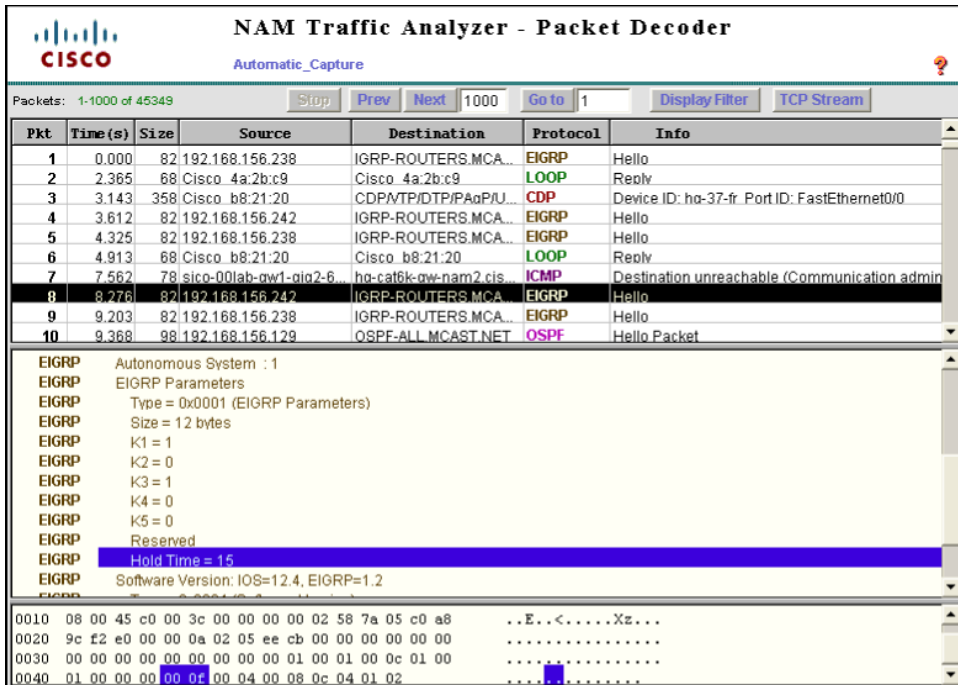 CISCO
NAM Traffic Analyzer - Packet Decoder
Automatic_Capture
?
Packets: 1-1000 of 45349 Stop Prev Next 1000 Go to 1 Display Filter TCP Stream
Pkt Time(s) Size Source Destination Protocol Info
1 0.000 82 192.168.156.238 IGRP-ROUTERS.MCA... EIGRP Hello
2 2.365 68 Cisco_4a:2b:c9 Cisco_4a:2b:c9 LOOP Reply
3 3.143 358 Cisco_b8:21:20 CDP/VTP/DTP/PAgP/U... CDP Device ID: hq-37-fr Port ID: FastEthernet0/0
4 3.612 82 192.168.156.242 IGRP-ROUTERS.MCA... EIGRP Hello
5 4.325 82 192.168.156.238 IGRP-ROUTERS.MCA... EIGRP Hello
6 4.913 68 Cisco_b8:21:20 Cisco_b8:21:20 LOOP Reply
7 7.562 78 sico-00lab-gw1-gig2-6... hq-cat6k-gw-nam2.cis... ICMP Destination unreachable (Communication admin
8 8.276 82 192.168.156.242 IGRP-ROUTERS.MCA... EIGRP Hello
9 9.203 82 192.168.156.238 IGRP-ROUTERS.MCA... EIGRP Hello
10 9.368 98 192.168.156.129 OSPF-ALL.MCAST.NET OSPF Hello Packet
EIGRP Autonomous System : 1
EIGRP EIGRP Parameters
EIGRP Type = 0x0001 (EIGRP Parameters)
EIGRP Size = 12 bytes
EIGRP K1 = 1
EIGRP K2 = 0
EIGRP K3 = 1
EIGRP K4 = 0
EIGRP K5 = 0
EIGRP Reserved
EIGRP Hold Time = 15
EIGRP Software Version: IOS=12.4, EIGRP=1.2
0010 08 00 45 c0 00 3c 00 00 00 00 02 58 7a 05 c0 a8 ..E..<.....Xz...
0020 9c f2 e0 00 00 0a 02 05 ee cb 00 00 00 00 00 00 ................
0030 00 00 00 00 00 00 00 00 00 01 00 01 00 0c 01 00 ................
0040 01 00 00 00 00 0f 00 04 00 08 0c 04 01 02 ..............